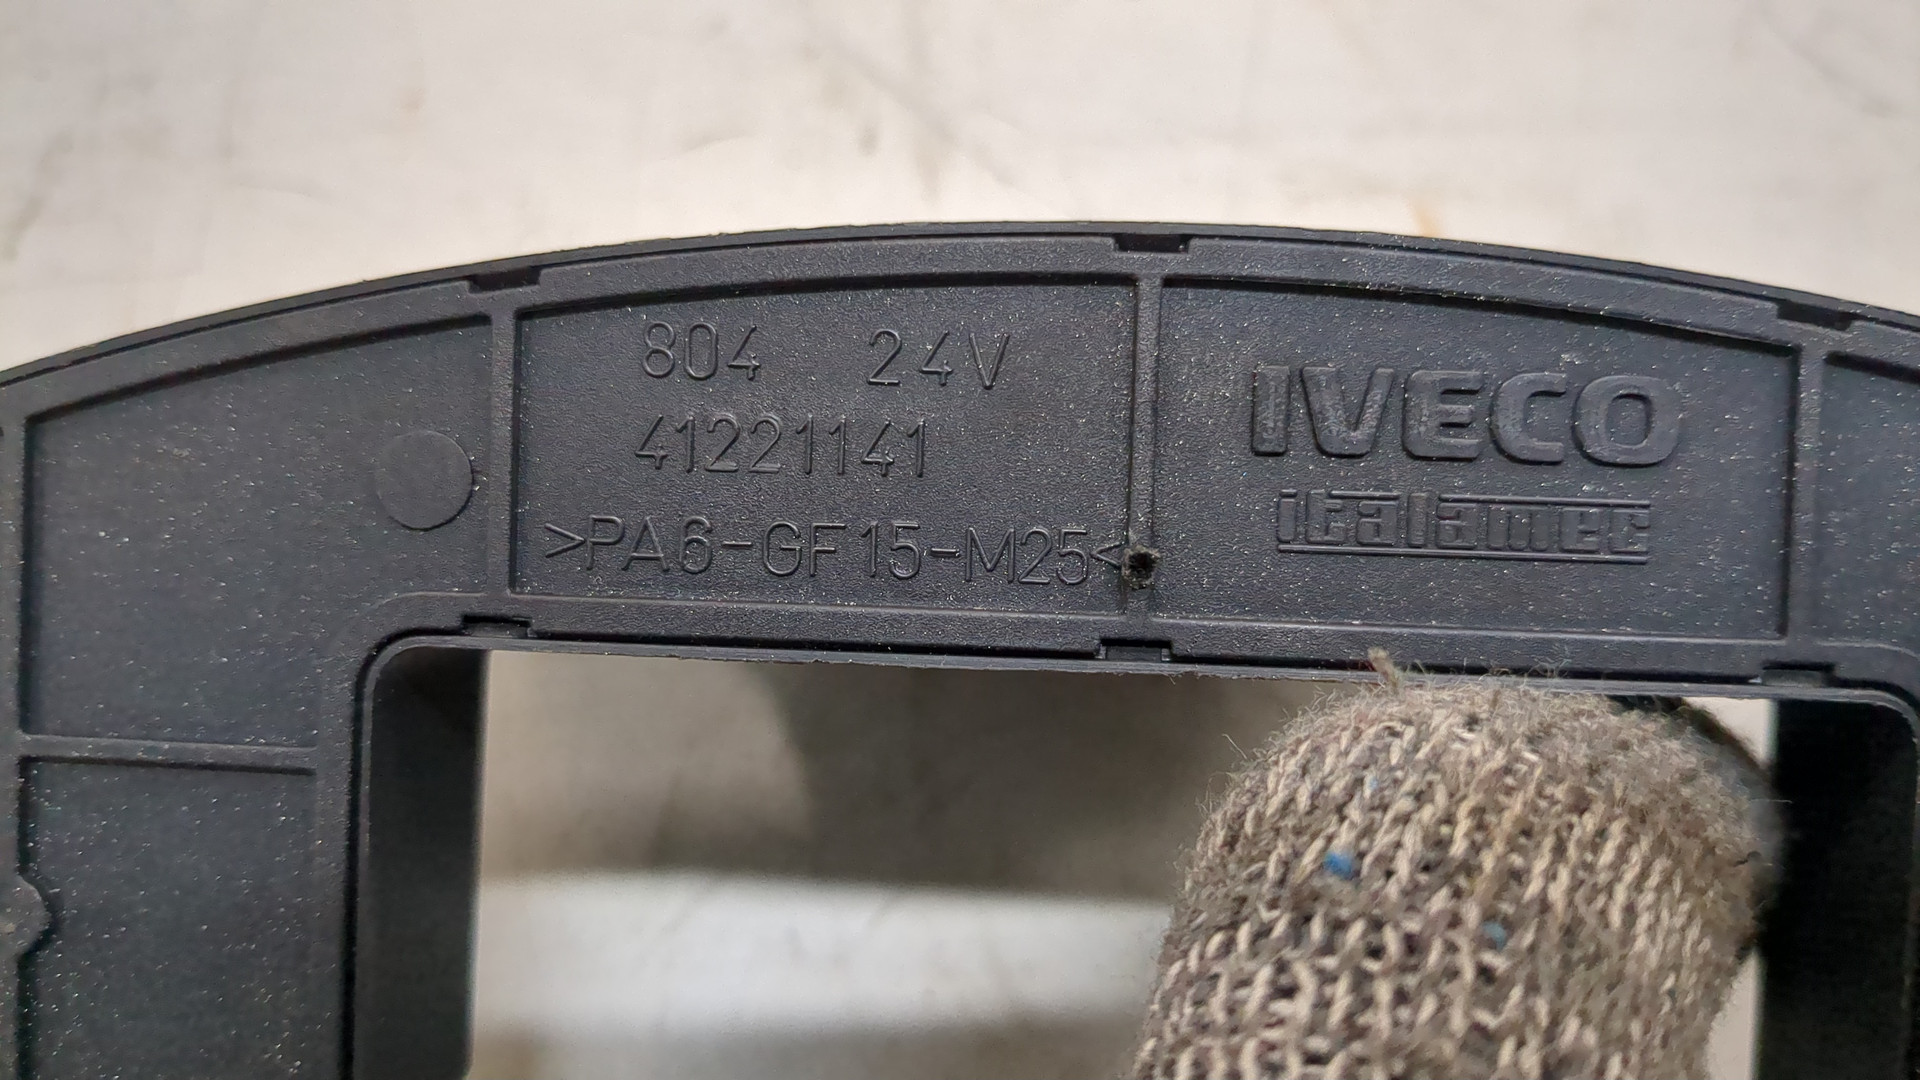 804 24V
41221141
>PA6-GF15-M25<
IVECO
italamec